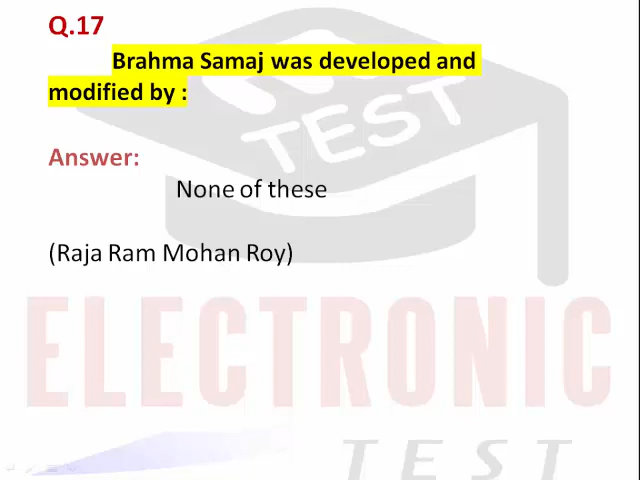 Q.17
Brahma Samaj was developed and
modified by :
Answer:
None of these
(Raja Ram Mohan Roy)
TEST
ELECTRONIC
TEST